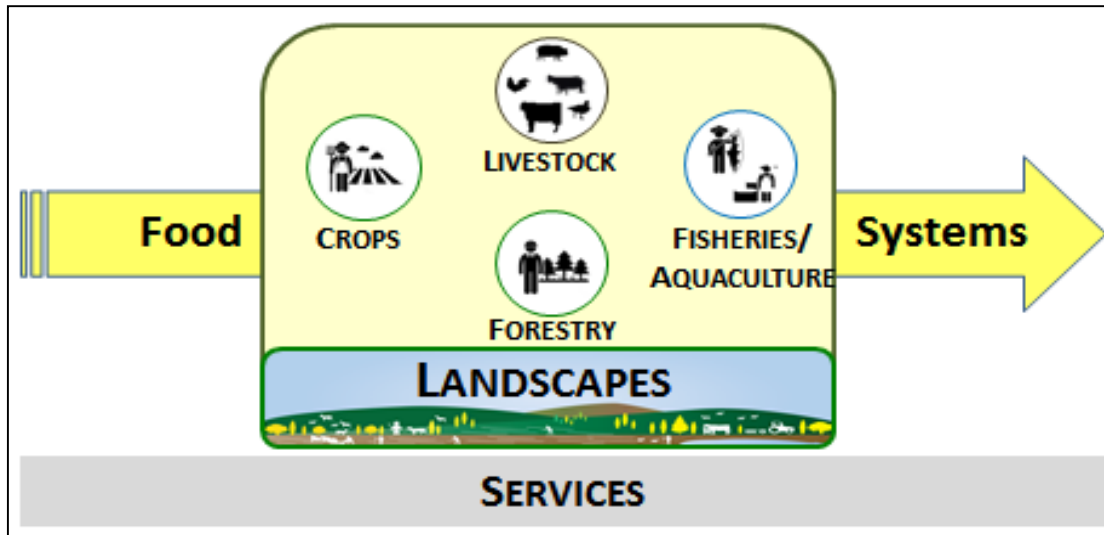 LIVESTOCK
CROPS
FISHERIES/
AQUACULTURE
Food
Systems
FORESTRY
LANDSCAPES
SERVICES